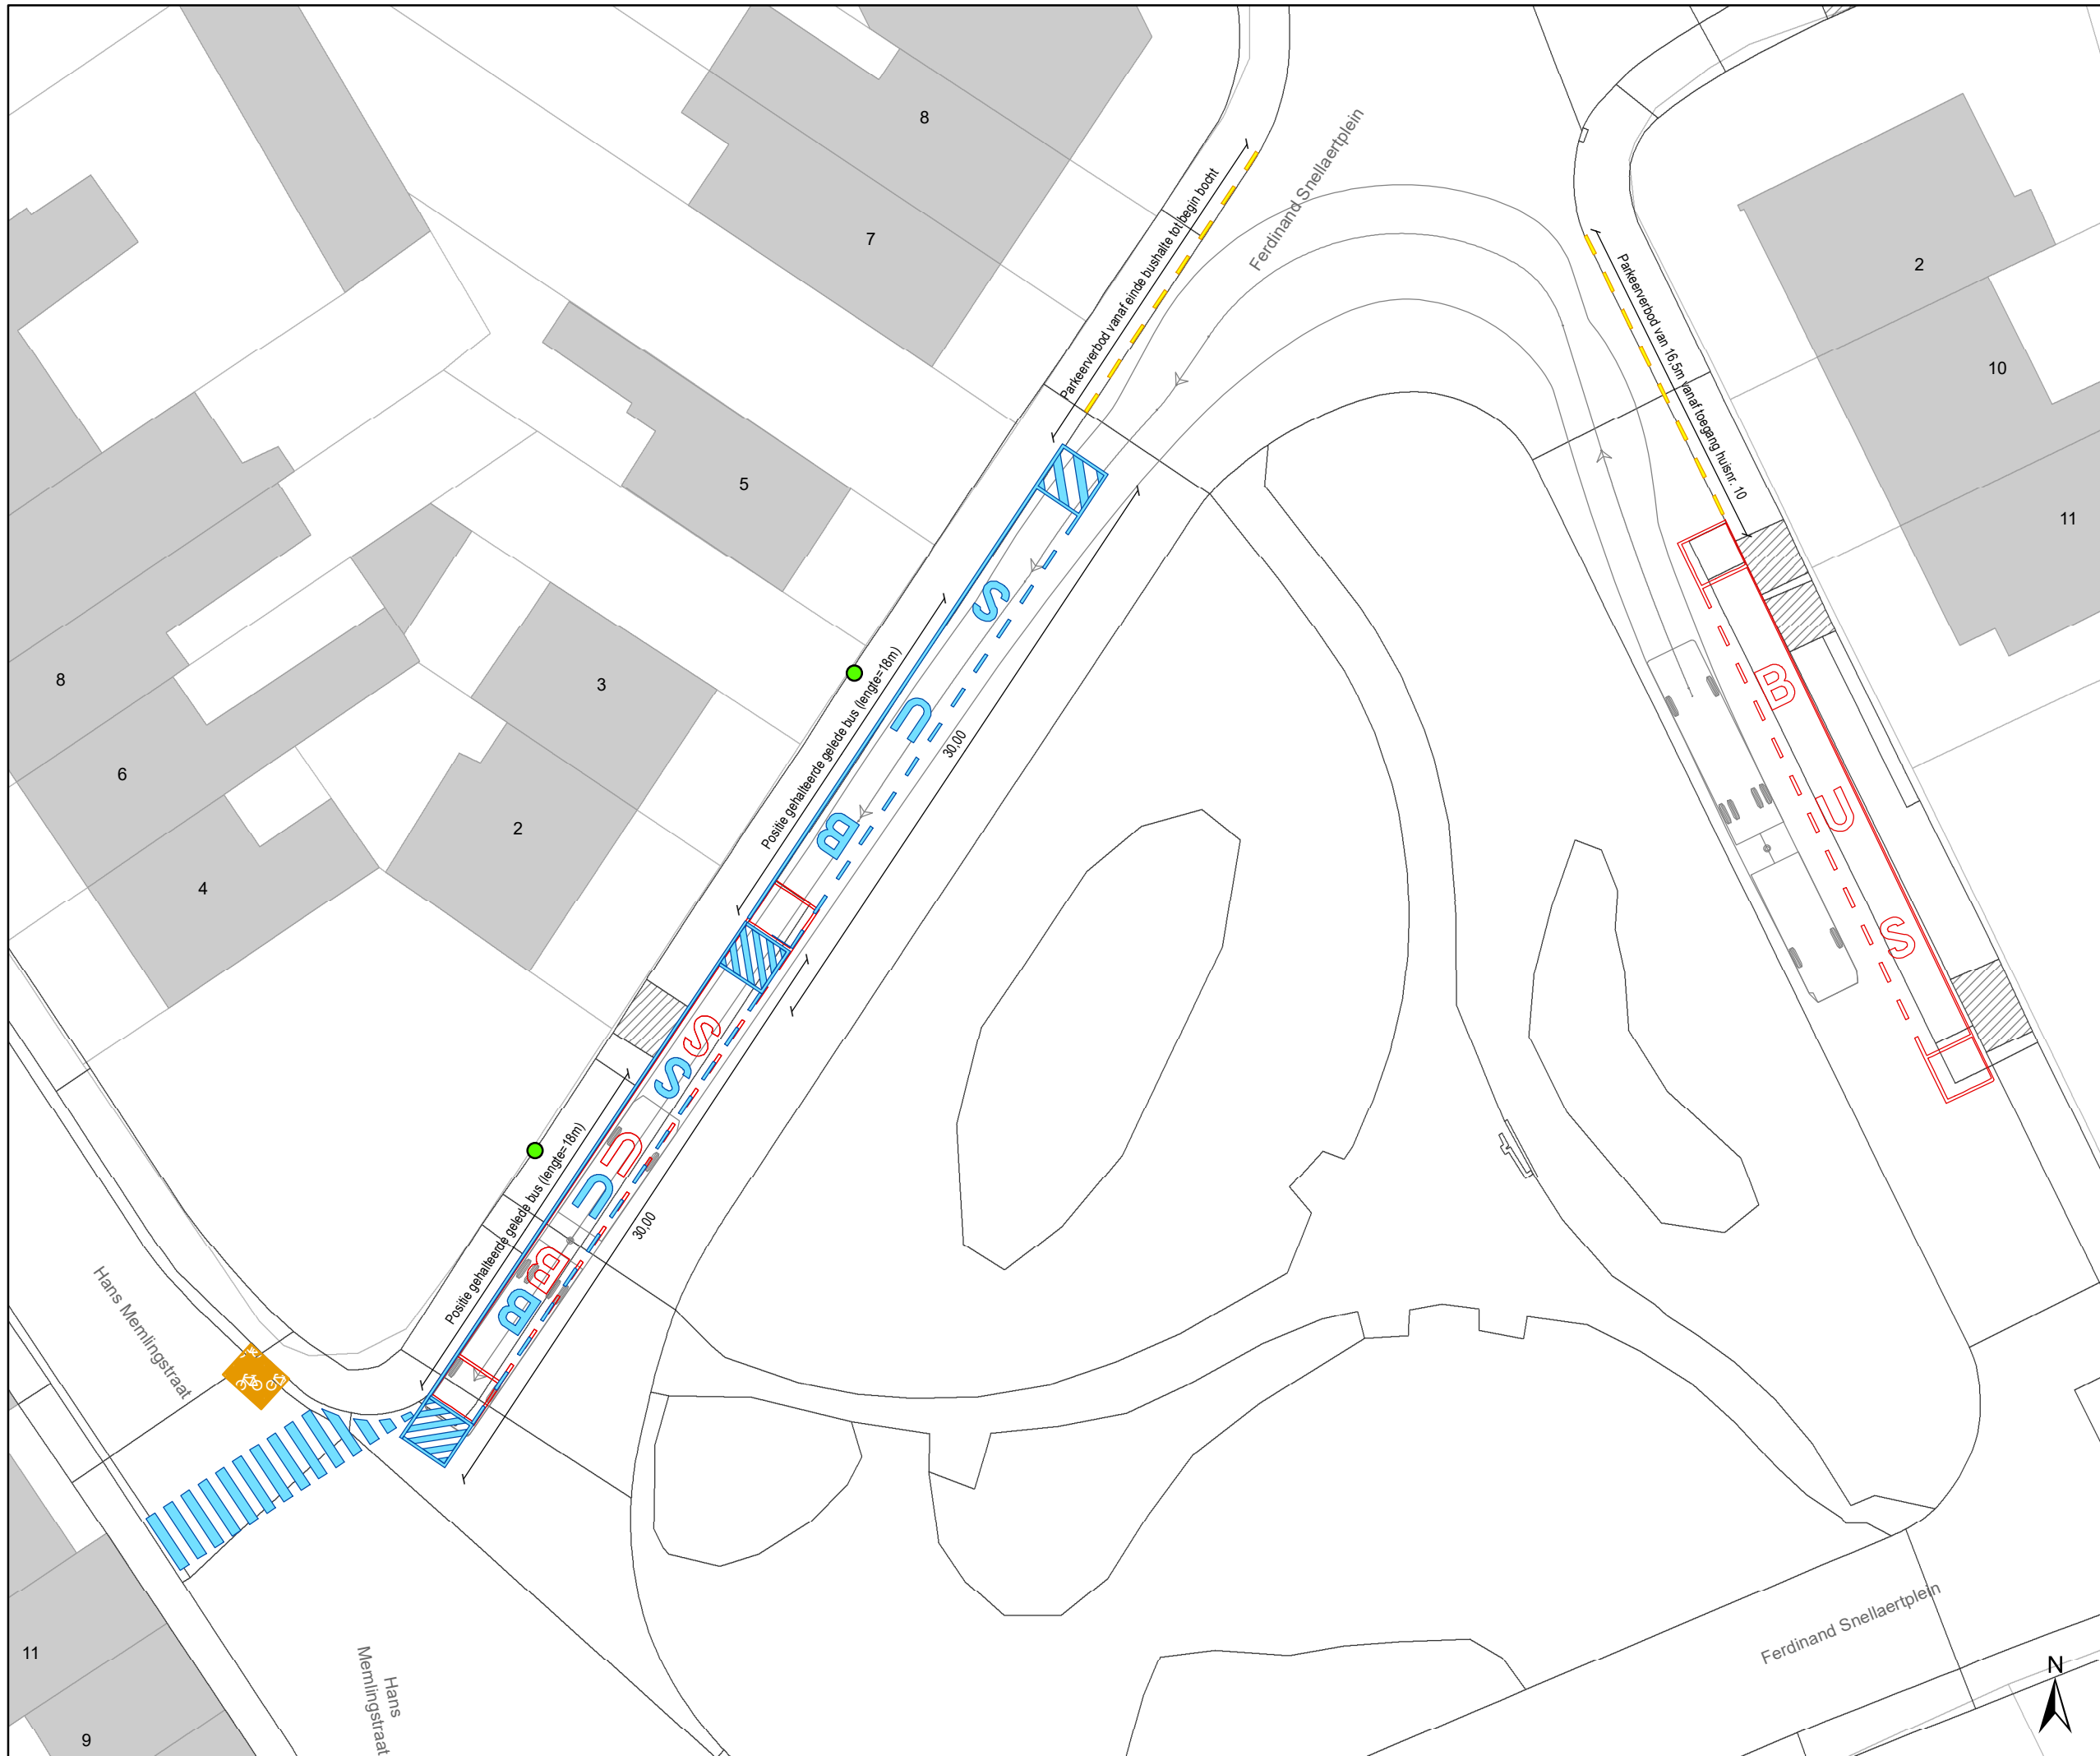 8
Ferdinand Snellaertplein
7
Parkeerverbod vanaf einde bushalte tot begin bocht
2
Parkeerverbod van 16,5m vanaf toegang huisnr. 10
10
5
11
BUS
3
8
Positie gehalteerde gelede bus (lengte=18m)
30,00
BUS
6
2
4
BUS
BUS
Positie gehalteerde gelede bus (lengte=18m)
30,00
Hans Memlingstraat
Ferdinand Snellaertplein
11
N
Hans
Memlingstraat
9